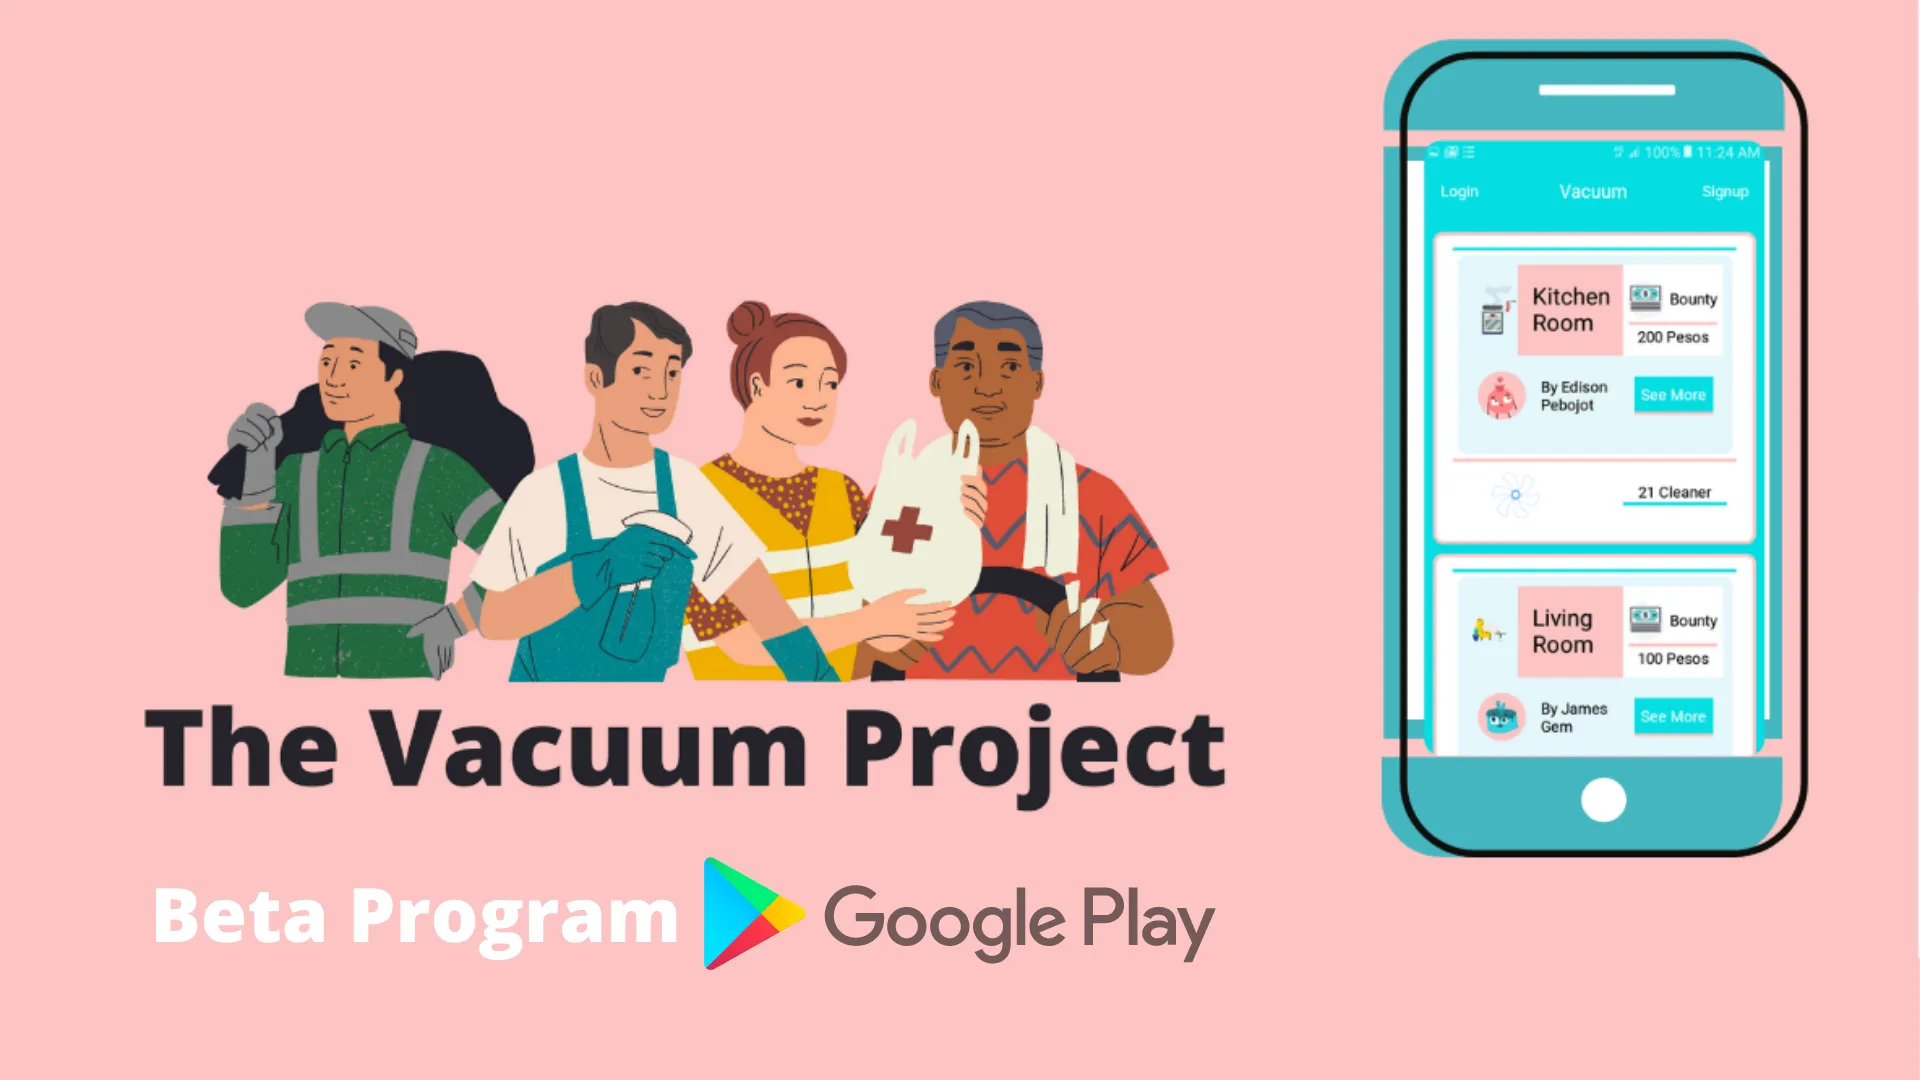 The Vacuum Project
Beta Program Google Play
100% 11:24 AM
Login Vacuum Signup
Kitchen
Room
Bounty
200 Pesos
By Edison
Pebojot
See More
21 Cleaner
Living
Room
Bounty
100 Pesos
By James
Gem
See More